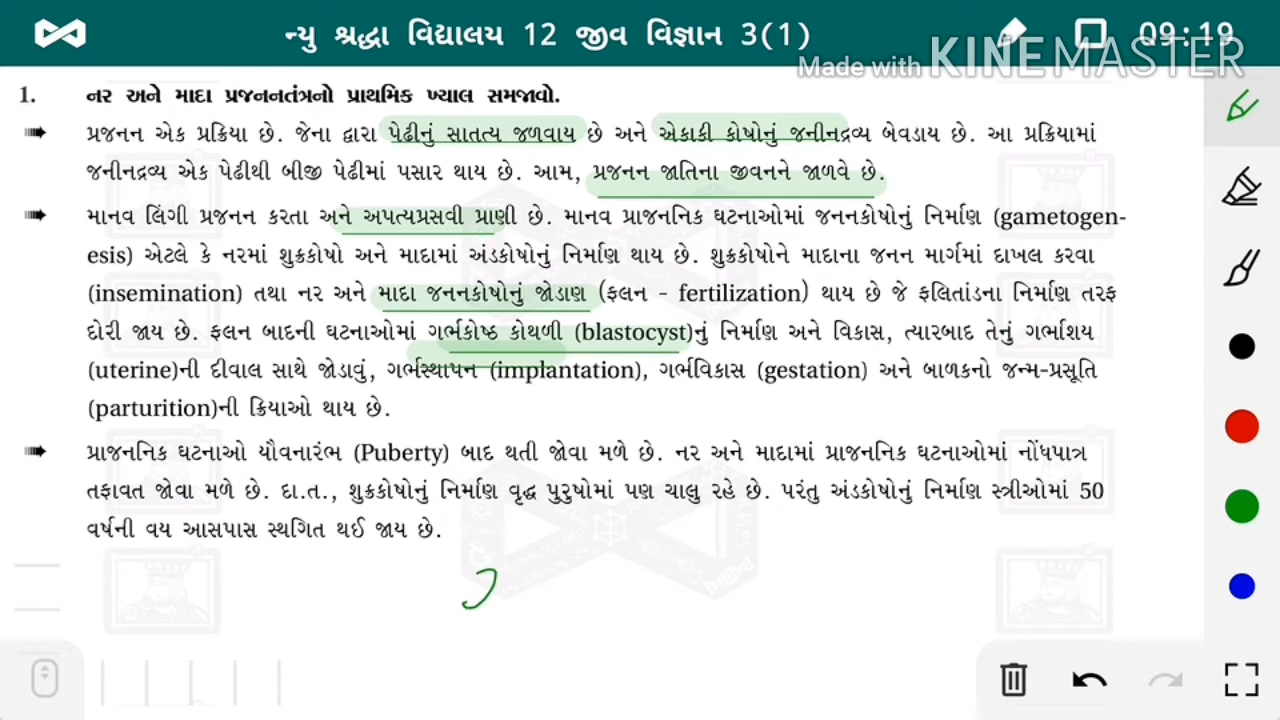 ન્યુ શ્રદ્ધા વિદ્યાલય 12 જીવ વિજ્ઞાન 3(1)
09:19
Made with KINEMASTER
1. નર અને માદા પ્રજનનતંત્રનો પ્રાથમિક ખ્યાલ સમજાવો.
➠ પ્રજનન એક પ્રક્રિયા છે. જેના દ્વારા પેઢીનું સાતત્ય જળવાય છે અને એકાકી કોષોનું જનીનદ્રવ્ય બેવડાય છે. આ પ્રક્રિયામાં
જનીનદ્રવ્ય એક પેઢીથી બીજી પેઢીમાં પસાર થાય છે. આમ, પ્રજનન જાતિના જીવનને જાળવે છે.
➠ માનવ લિંગી પ્રજનન કરતા અને અપત્યપ્રસવી પ્રાણી છે. માનવ પ્રાજનનિક ઘટનાઓમાં જનનકોષોનું નિર્માણ (gametogen-
esis) એટલે કે નરમાં શુક્રકોષો અને માદામાં અંડકોષોનું નિર્માણ થાય છે. શુક્રકોષોને માદાના જનન માર્ગમાં દાખલ કરવા
(insemination) તથા નર અને માદા જનનકોષોનું જોડાણ (ફલન - fertilization) થાય છે જે ફલિતાંડના નિર્માણ તરફ
દોરી જાય છે. ફલન બાદની ઘટનાઓમાં ગર્ભકોષ્ઠ કોથળી (blastocyst)નું નિર્માણ અને વિકાસ, ત્યારબાદ તેનું ગર્ભાશય
(uterine)ની દીવાલ સાથે જોડાવું, ગર્ભસ્થાપન (implantation), ગર્ભવિકાસ (gestation) અને બાળકનો જન્મ-પ્રસૂતિ
(parturition)ની ક્રિયાઓ થાય છે.
➠ પ્રાજનનિક ઘટનાઓ યૌવનારંભ (Puberty) બાદ થતી જોવા મળે છે. નર અને માદામાં પ્રાજનનિક ઘટનાઓમાં નોંધપાત્ર
તફાવત જોવા મળે છે. દા.ત., શુક્રકોષોનું નિર્માણ વૃદ્ધ પુરુષોમાં પણ ચાલુ રહે છે. પરંતુ અંડકોષોનું નિર્માણ સ્ત્રીઓમાં 50
વર્ષની વય આસપાસ સ્થગિત થઈ જાય છે.